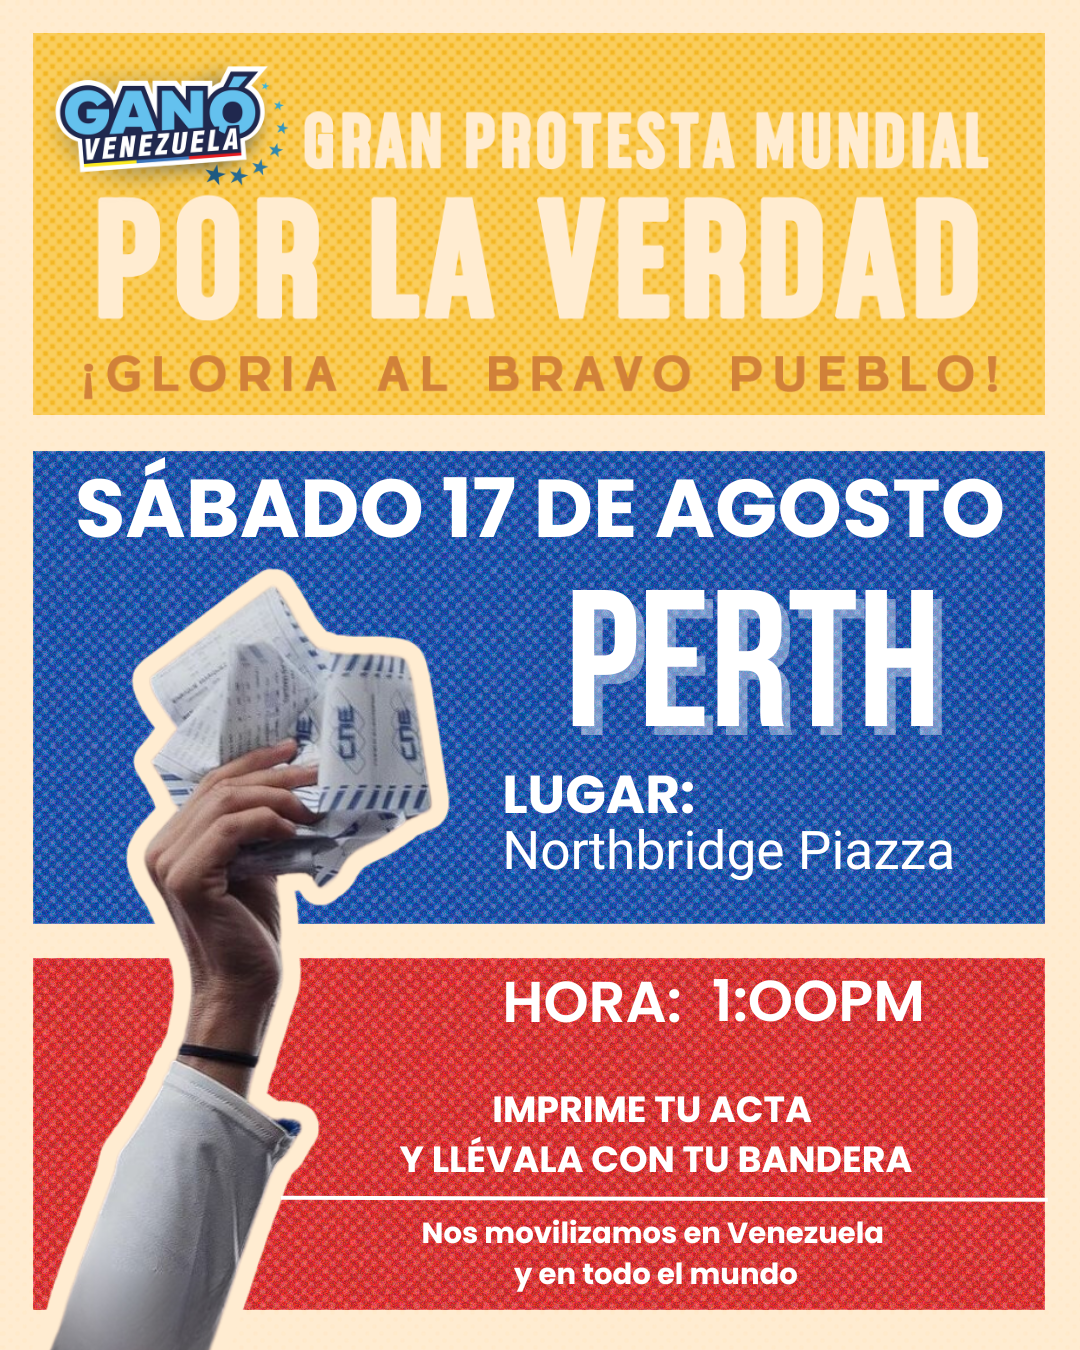 GANÓ
VENEZUELA
GRAN PROTESTA MUNDIAL
POR LA VERDAD
¡GLORIA AL BRAVO PUEBLO!
SÁBADO 17 DE AGOSTO
PERTH
CNE
CNE
LUGAR:
Northbridge Piazza
HORA: 1:00PM
IMPRIME TU ACTA
Y LLÉVALA CON TU BANDERA
Nos movilizamos en Venezuela
y en todo el mundo